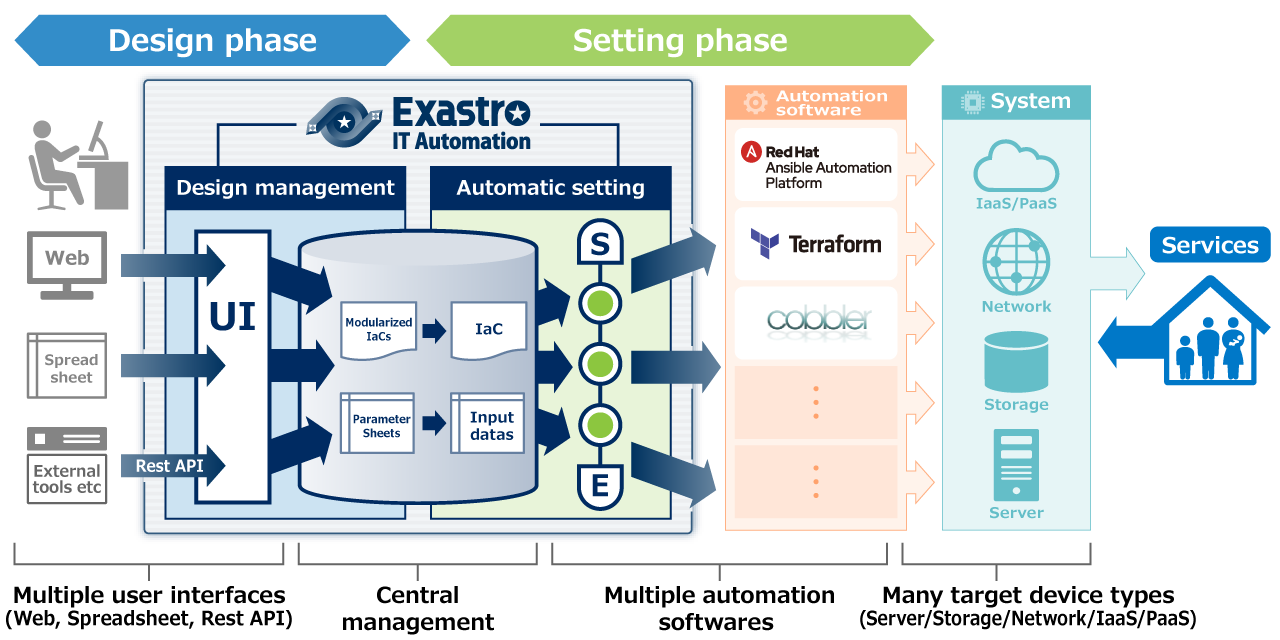 Design phase
Setting phase
Exastro
IT Automation
Design management
Automatic setting
Automation
software
System
Web
Spread
sheet
External
tools etc
Rest API
UI
Modularized
IaCs
IaC
Parameter
Sheets
Input
datas
S
E
Red Hat
Ansible Automation
Platform
Terraform
cobbler
IaaS/PaaS
Network
Storage
Server
Services
Multiple user interfaces
(Web, Spreadsheet, Rest API)
Central
management
Multiple automation
softwares
Many target device types
(Server/Storage/Network/IaaS/PaaS)